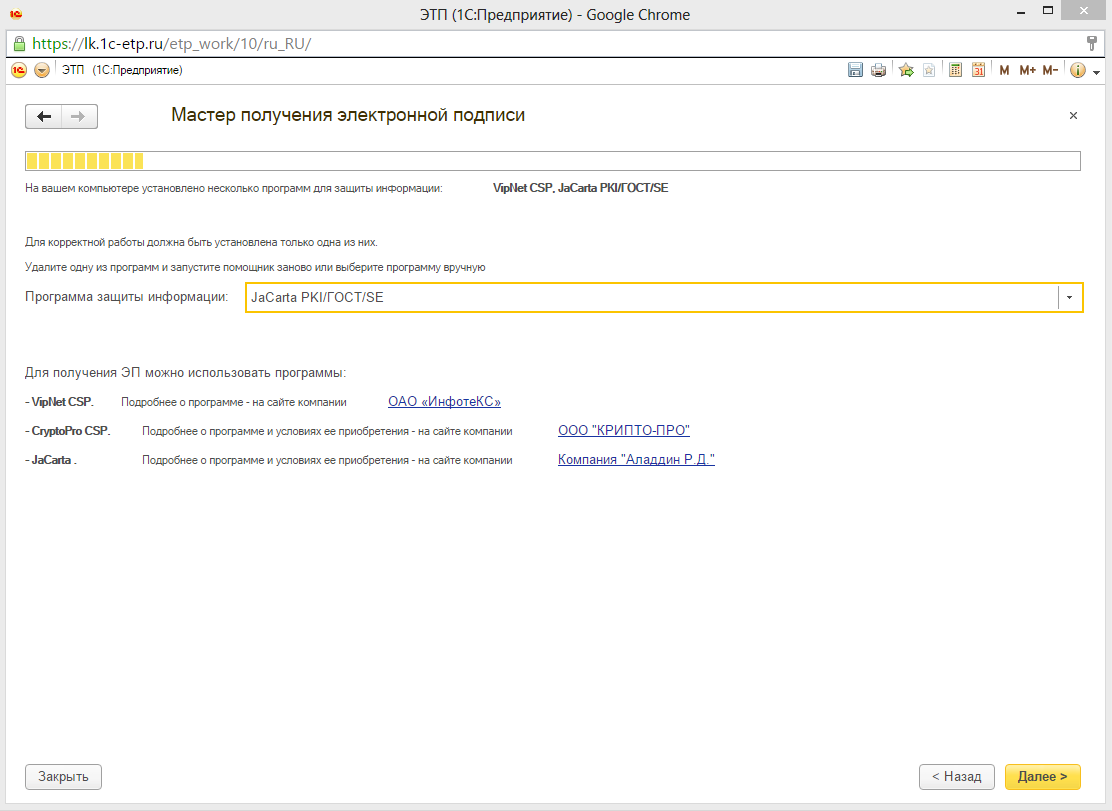 ЭТП (1С:Предприятие) - Google Chrome
https://lk.1c-etp.ru/etp_work/10/ru_RU/
ЭТП (1С:Предприятие)
31 M M+ M-
Мастер получения электронной подписи
На вашем компьютере установлено несколько программ для защиты информации: VipNet CSP, JaCarta PKI/ГОСТ/SE
Для корректной работы должна быть установлена только одна из них.
Удалите одну из программ и запустите помощник заново или выберите программу вручную
Программа защиты информации: JaCarta PKI/ГОСТ/SE
Для получения ЭП можно использовать программы:
- VipNet CSP. Подробнее о программе - на сайте компании ОАО «ИнфотеКС»
- CryptoPro CSP. Подробнее о программе и условиях ее приобретения - на сайте компании ООО "КРИПТО-ПРО"
- JaCarta . Подробнее о программе и условиях ее приобретения - на сайте компании Компания "Аладдин Р.Д."
Закрыть < Назад Далее >